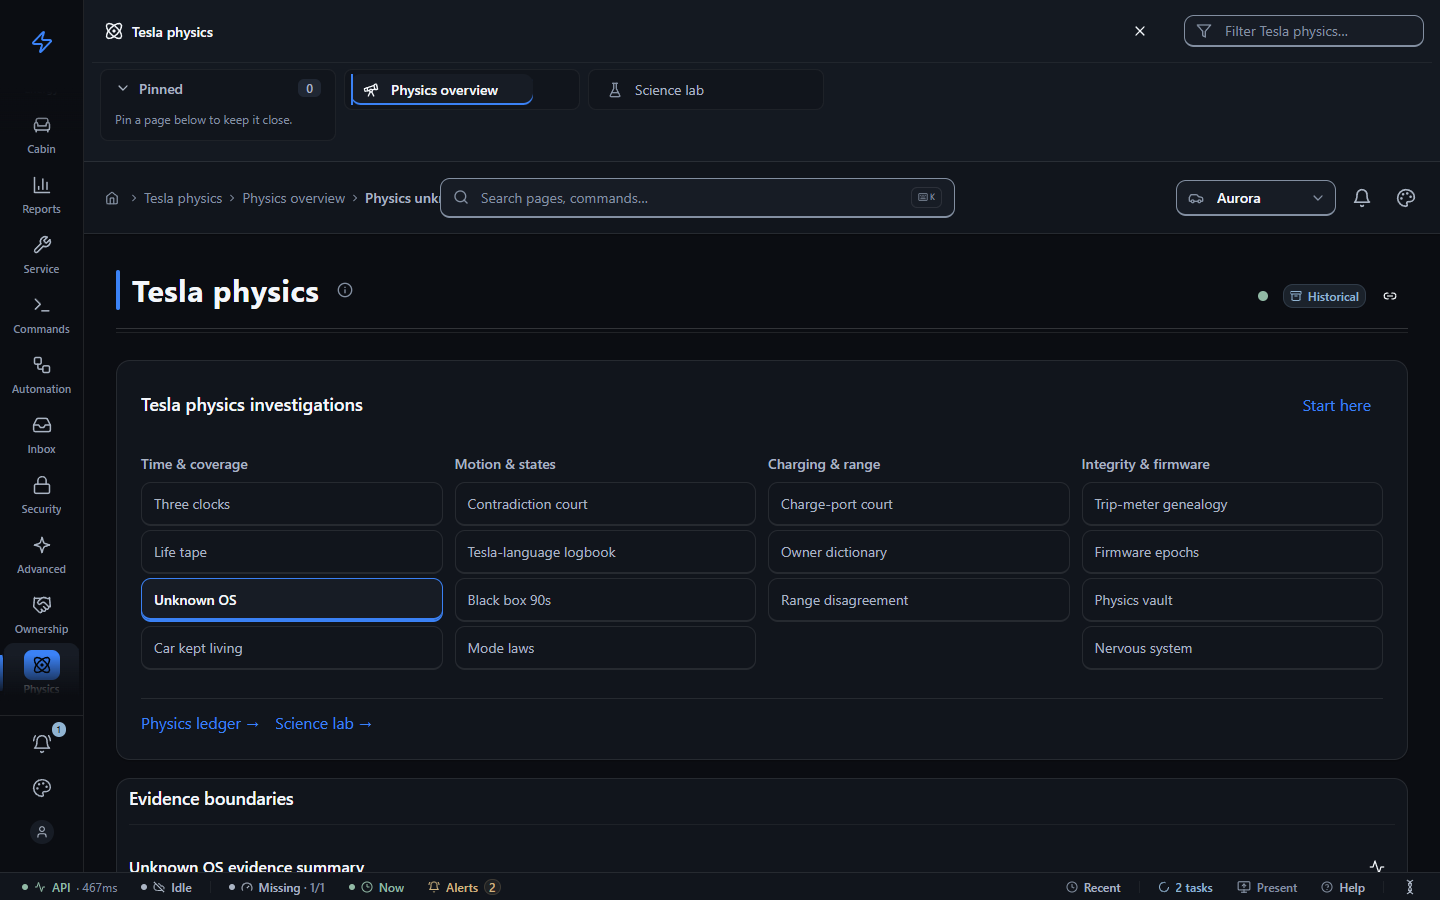 Tesla physics
Filter Tesla physics...
Pinned
0
Pin a page below to keep it close.
Physics overview
Science lab
Cabin
Reports
Service
Commands
Automation
Inbox
Security
Advanced
Ownership
Physics
1
Tesla physics
Physics overview
Physics unk
Search pages, commands...
K
Aurora
Tesla physics
Historical
Tesla physics investigations
Start here
Time & coverage
Three clocks
Life tape
Unknown OS
Car kept living
Motion & states
Contradiction court
Tesla-language logbook
Black box 90s
Mode laws
Charging & range
Charge-port court
Owner dictionary
Range disagreement
Integrity & firmware
Trip-meter genealogy
Firmware epochs
Physics vault
Nervous system
Physics ledger →
Science lab →
Evidence boundaries
Unknown OS evidence summary
API · 467ms
Idle
Missing · 1/1
Now
Alerts 2
Recent
2 tasks
Present
Help